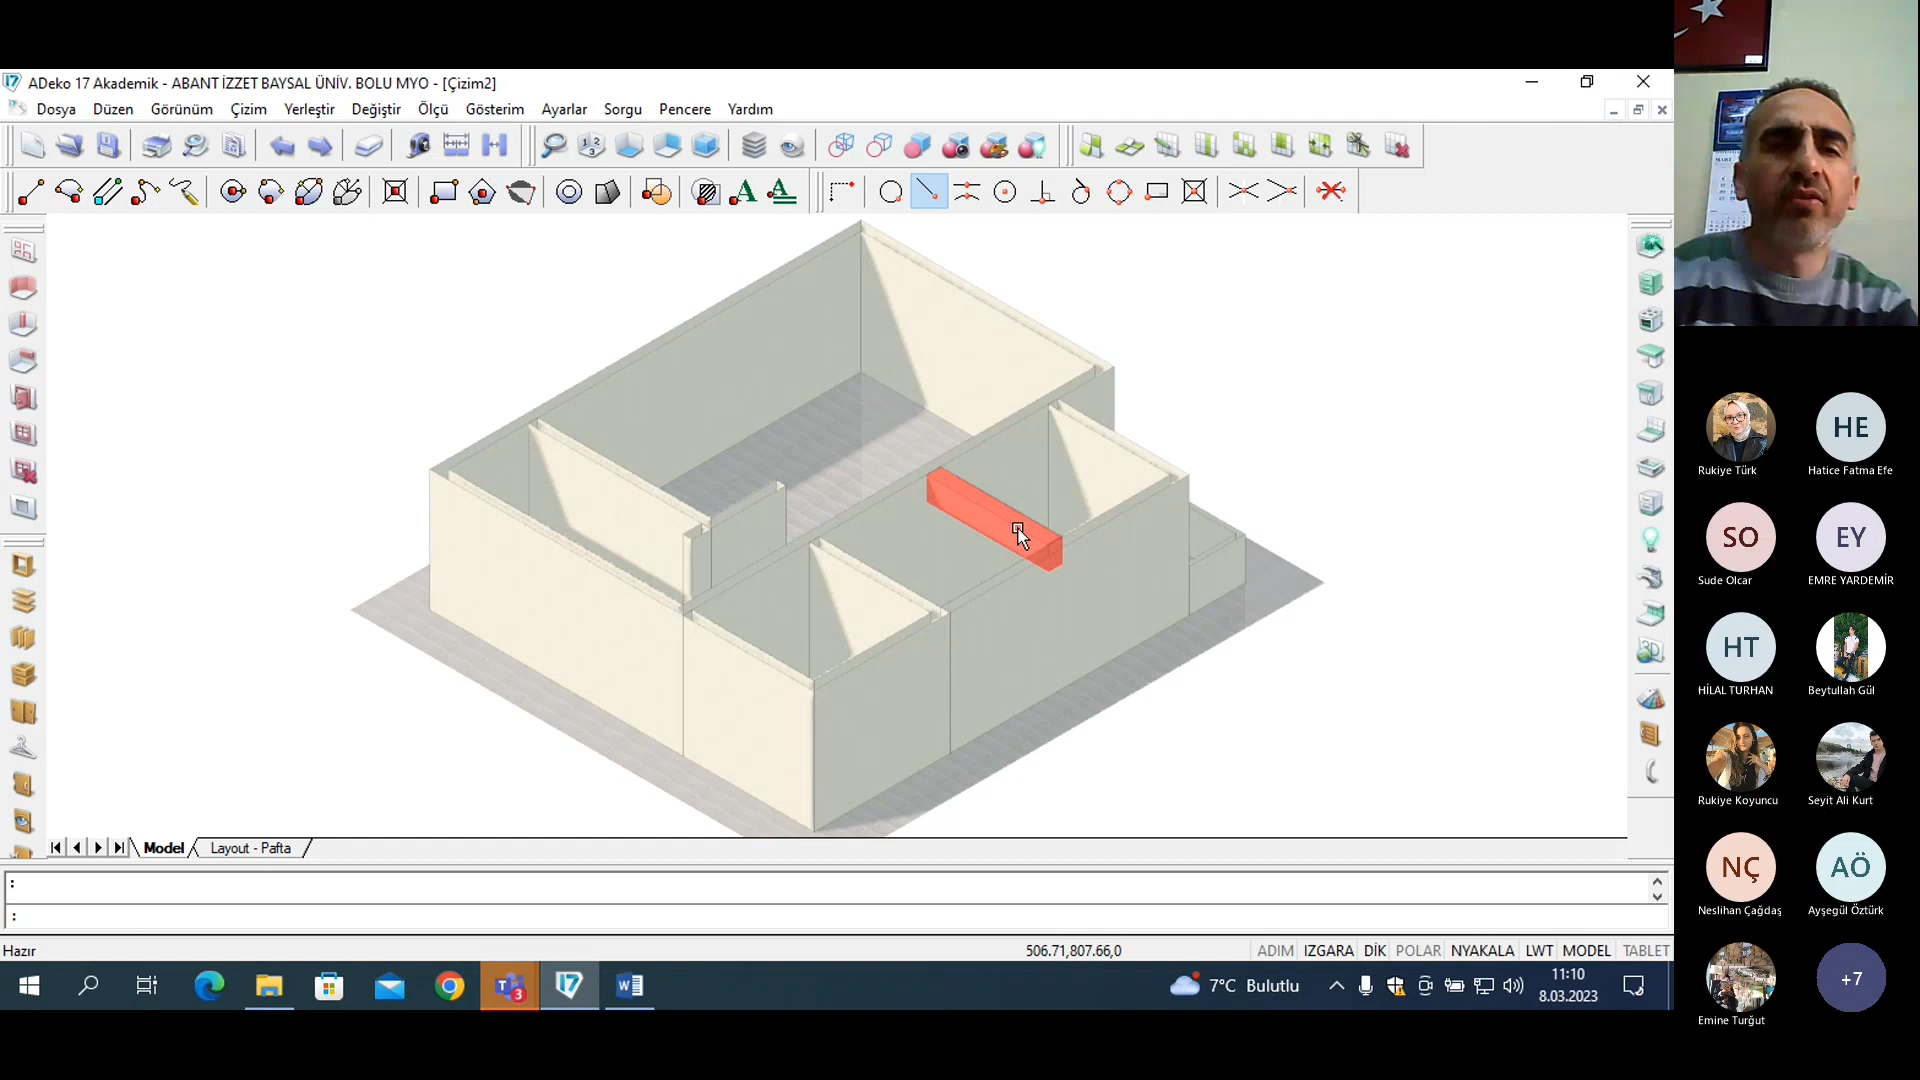 ADeko 17 Akademik - ABANT İZZET BAYSAL ÜNİV. BOLU MYO - [Çizim2]
Dosya Düzen Görünüm Çizim Yerleştir Değiştir Ölçü Gösterim Ayarlar Sorgu Pencere Yardım
Model Layout - Pafta
:
:
Hazır 506.71,807.66,0 ADIM IZGARA DİK POLAR NYAKALA LWT MODEL TABLET
7°C Bulutlu 11:10
8.03.2023
Rukiye Türk
HE
Hatice Fatma Efe
SO
Sude Olcar
EY
EMRE YARDEMİR
HT
HİLAL TURHAN
Beytullah Gül
Rukiye Koyuncu
Seyit Ali Kurt
NÇ
Neslihan Çağdaş
AÖ
Ayşegül Öztürk
Emine Turğut
+7